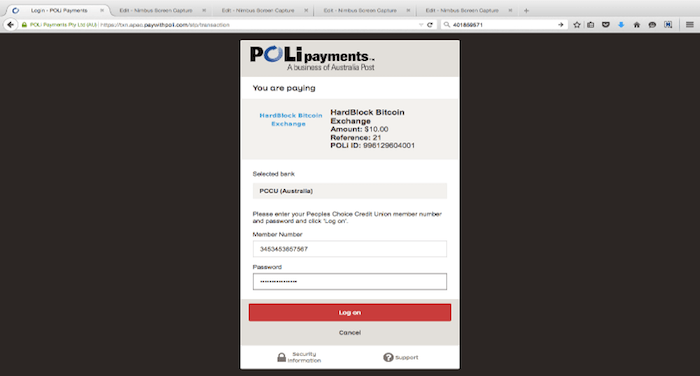 Login - POLi Payments
Edit - Nimbus Screen Capture
Edit - Nimbus Screen Capture
Edit - Nimbus Screen Capture
Edit - Nimbus Screen Capture
POLi Payments Pty Ltd (AU)
https://txn.apac.paywithpoli.com/sto/transaction
401859571
POLi payments™
A business of Australia Post
You are paying
HardBlock Bitcoin
Exchange
HardBlock Bitcoin
Exchange
Amount: $10.00
Reference: 21
POLi ID: 996129604001
Selected bank
PCCU (Australia)
Please enter your Peoples Choice Credit Union member number
and password and click 'Log on'.
Member Number
3453453657567
Password
Log on
Cancel
Security
Information
Support